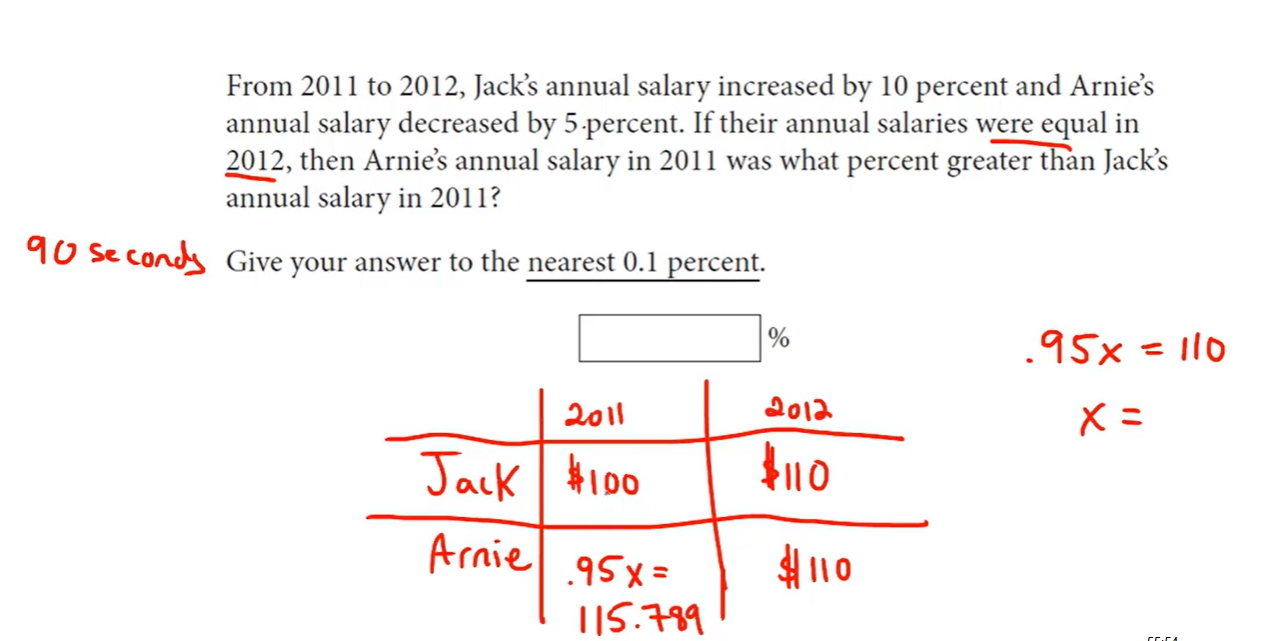 From 2011 to 2012, Jack's annual salary increased by 10 percent and Arnie's
annual salary decreased by 5 percent. If their annual salaries were equal in
2012, then Arnie's annual salary in 2011 was what percent greater than Jack's
annual salary in 2011?
90 seconds
Give your answer to the nearest 0.1 percent.
%
.95x = 110
x =
2011 2012
Jack $100 $110
Arnie .95x = $110
115.789